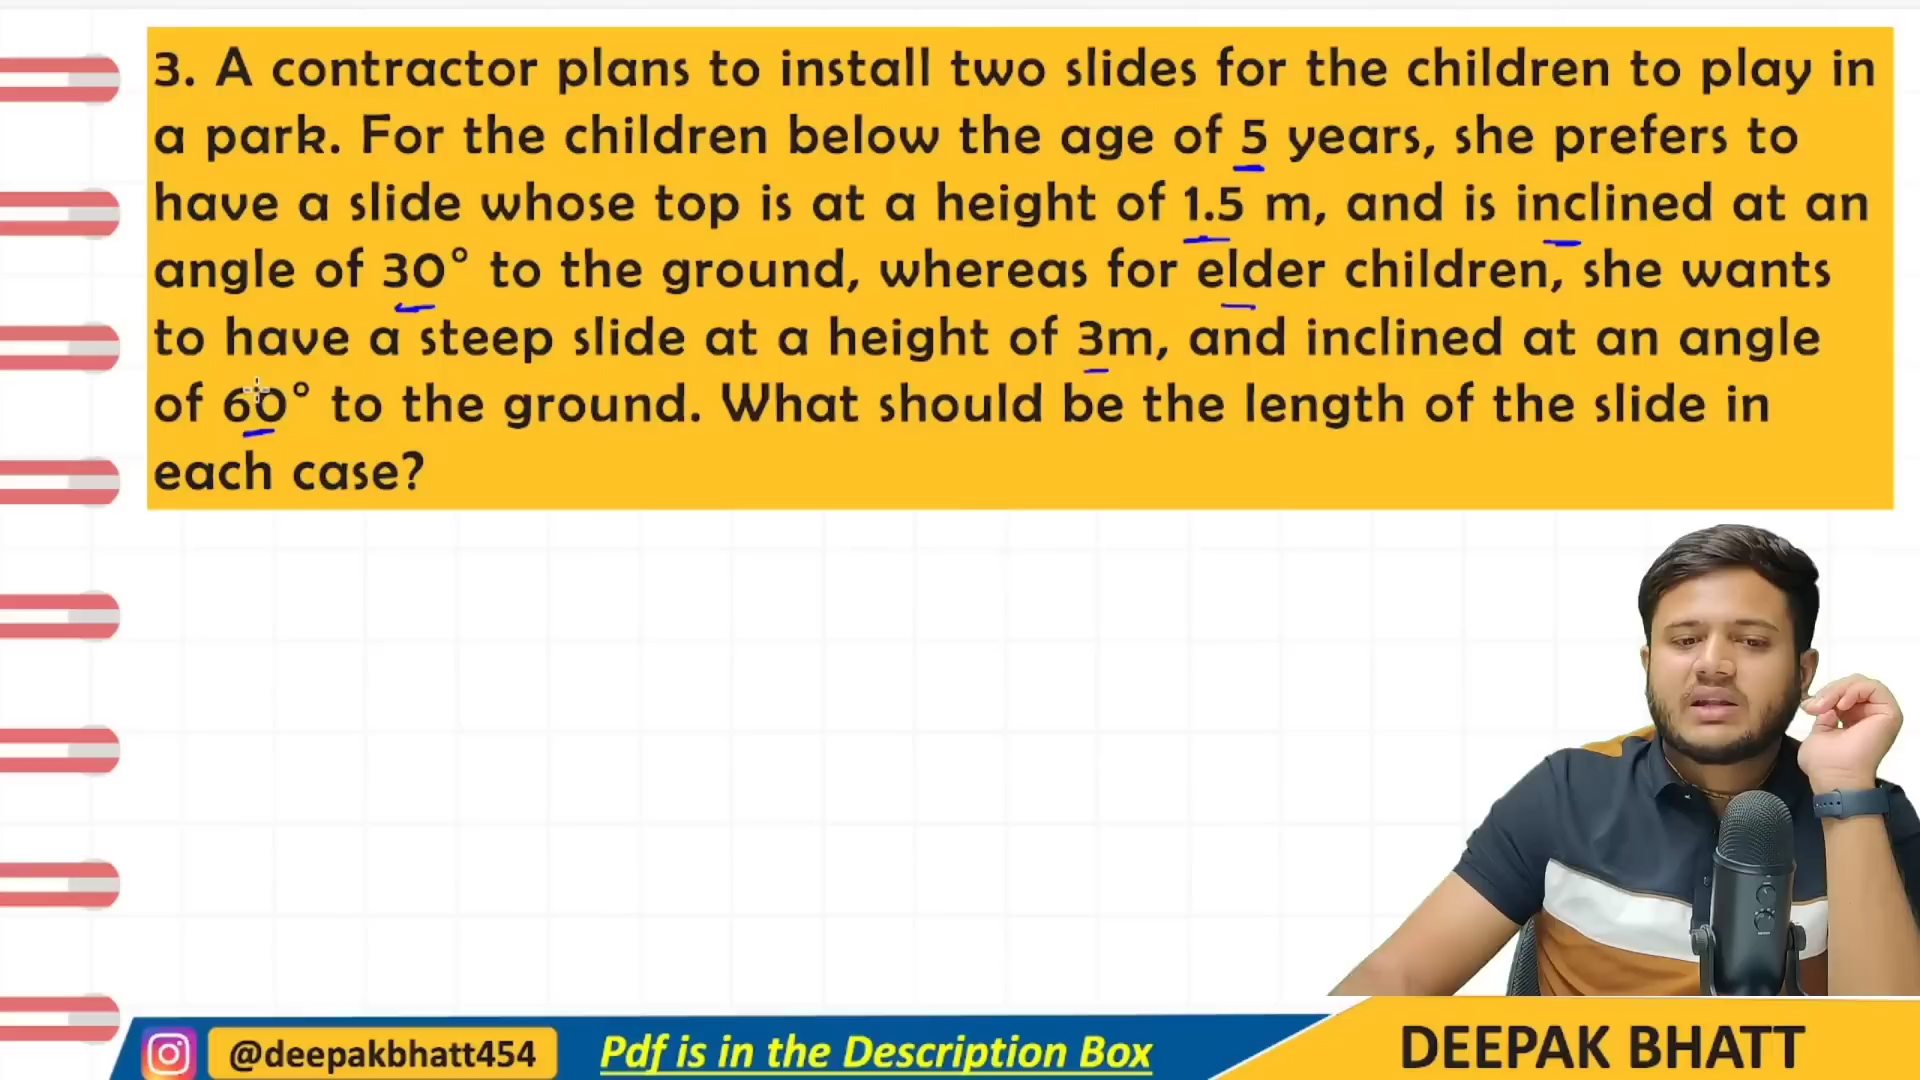 3. A contractor plans to install two slides for the children to play in
a park. For the children below the age of 5 years, she prefers to
have a slide whose top is at a height of 1.5 m, and is inclined at an
angle of 30° to the ground, whereas for elder children, she wants
to have a steep slide at a height of 3m, and inclined at an angle
of 60° to the ground. What should be the length of the slide in
each case?
@deepakbhatt454
Pdf is in the Description Box
DEEPAK BHATT